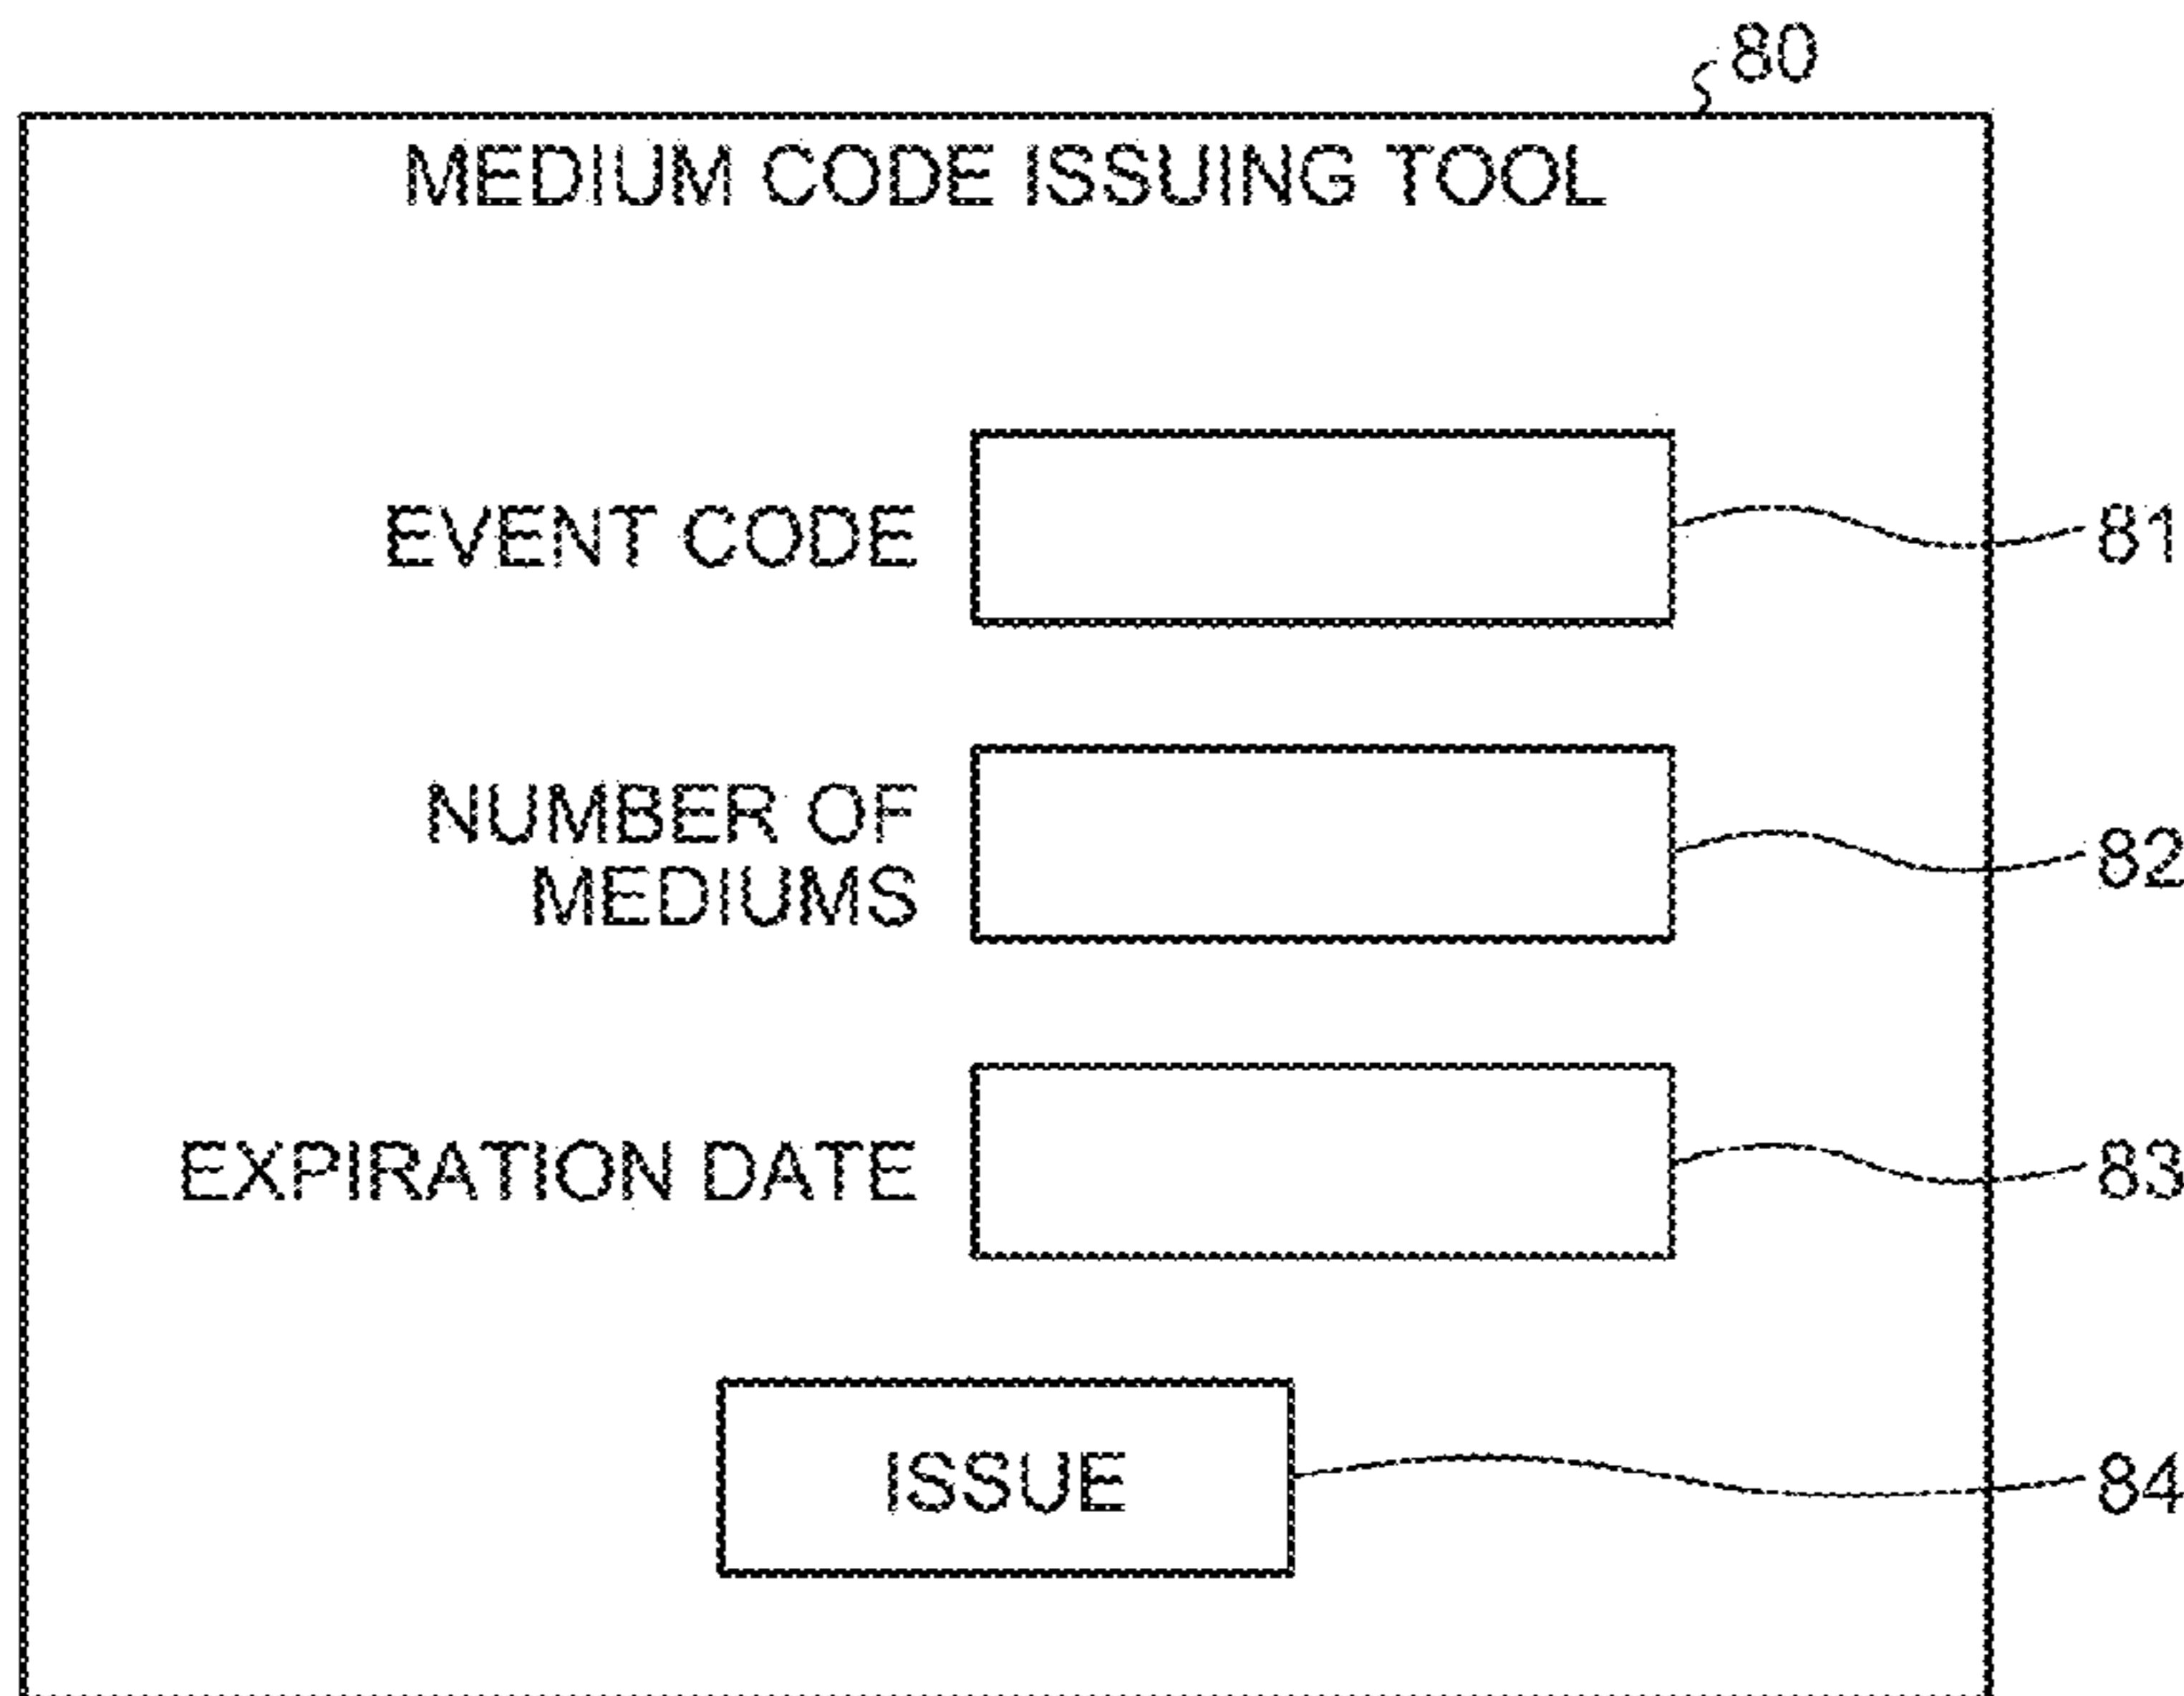 80
MEDIUM CODE ISSUING TOOL
EVENT CODE
81
NUMBER OF
MEDIUMS
82
EXPIRATION DATE
83
ISSUE
84